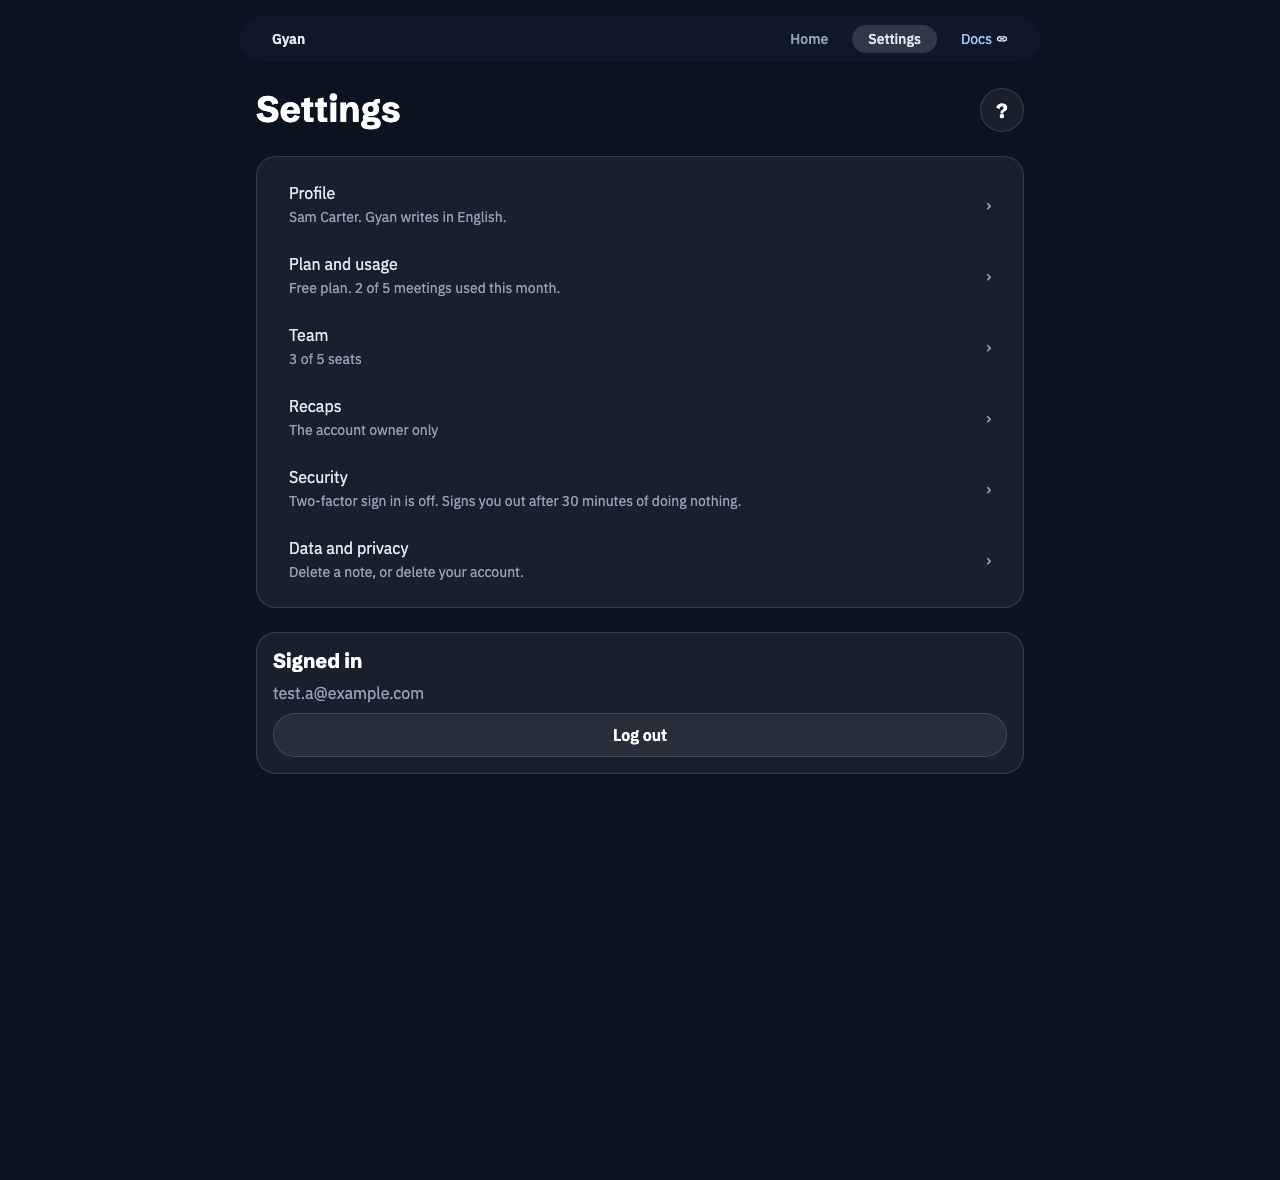 Gyan
Home
Settings
Docs
Settings
?
Profile
Sam Carter. Gyan writes in English.
Plan and usage
Free plan. 2 of 5 meetings used this month.
Team
3 of 5 seats
Recaps
The account owner only
Security
Two-factor sign in is off. Signs you out after 30 minutes of doing nothing.
Data and privacy
Delete a note, or delete your account.
Signed in
test.a@example.com
Log out